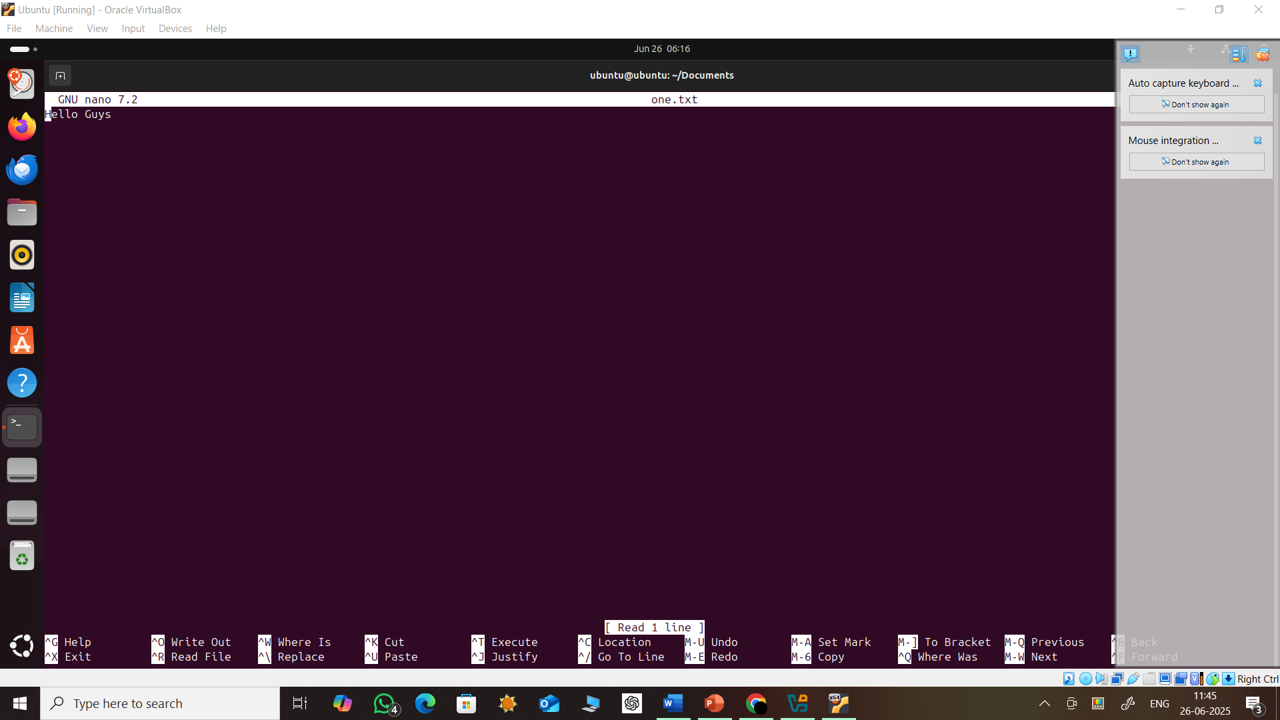 Ubuntu [Running] - Oracle VirtualBox
File Machine View Input Devices Help
Jun 26 06:16
ubuntu@ubuntu: ~/Documents
GNU nano 7.2 one.txt
Hello Guys
Auto capture keyboard ...
Don't show again
Mouse integration ...
Don't show again
[ Read 1 line ]
^G Help ^O Write Out ^W Where Is ^K Cut ^T Execute ^C Location M-U Undo M-A Set Mark M-] To Bracket M-Q Previous ^B Back
^X Exit ^R Read File ^\ Replace ^U Paste ^J Justify ^/ Go To Line M-E Redo M-6 Copy ^Q Where Was M-W Next ^F Forward
Right Ctrl
Type here to search
4
ENG
11:45
26-06-2025
3